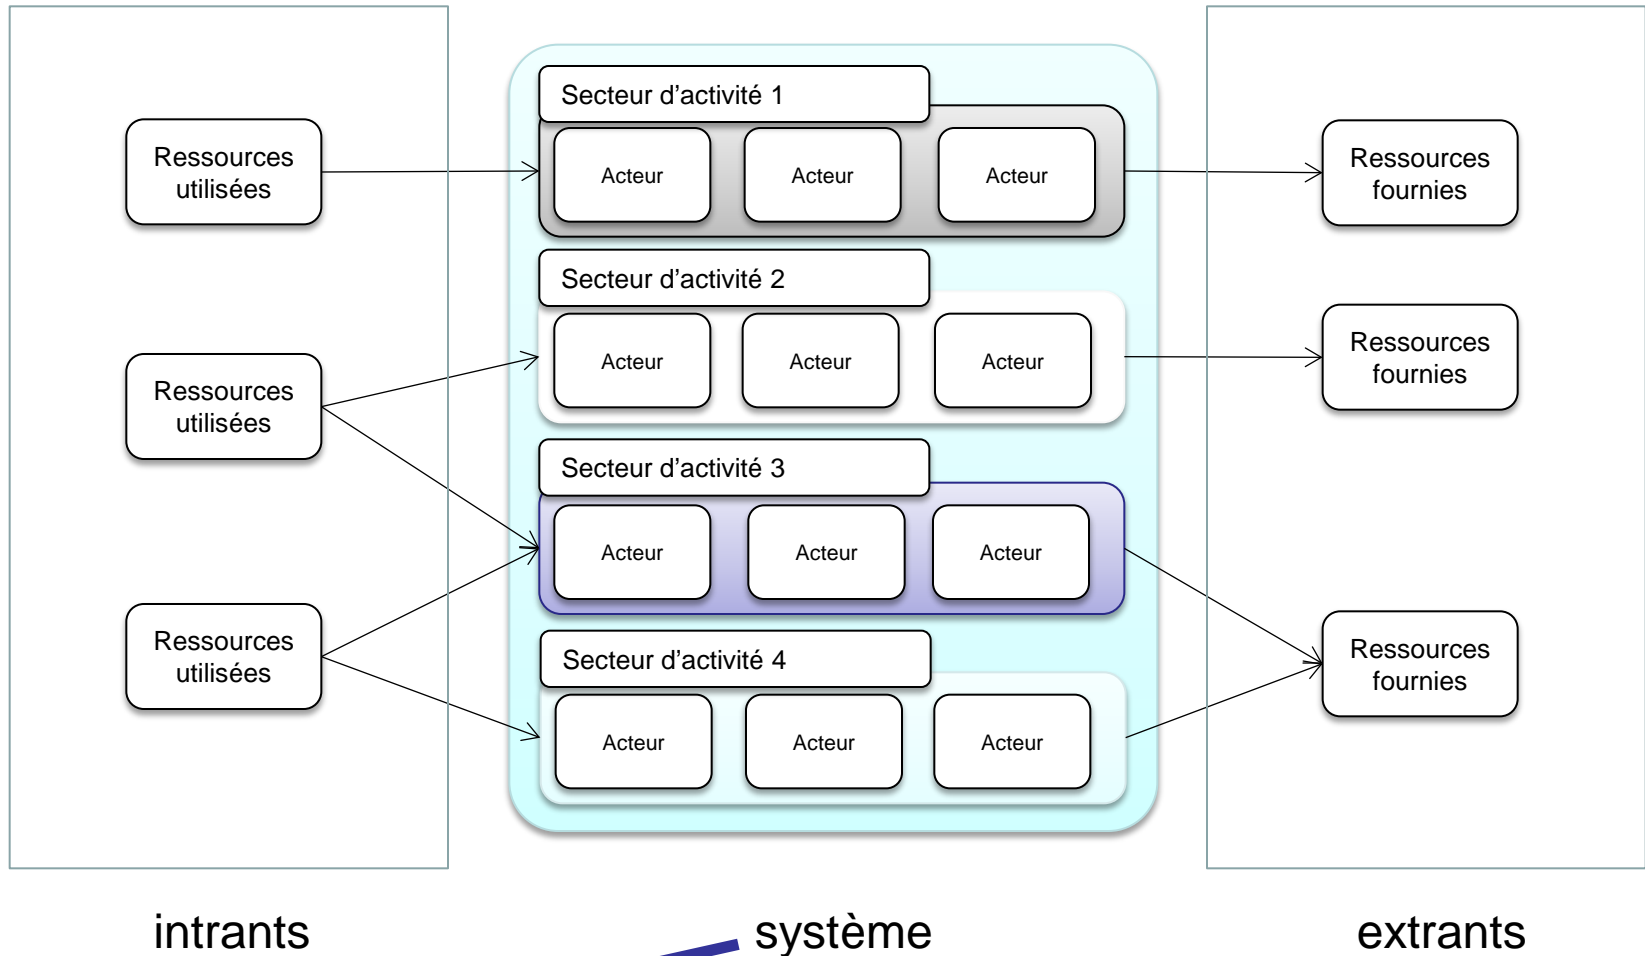 Ressources
utilisées
Ressources
utilisées
Ressources
utilisées
Secteur d'activité 1
Acteur
Acteur
Acteur
Secteur d'activité 2
Acteur
Acteur
Acteur
Secteur d'activité 3
Acteur
Acteur
Acteur
Secteur d'activité 4
Acteur
Acteur
Acteur
Ressources
fournies
Ressources
fournies
Ressources
fournies
intrants
système
extrants